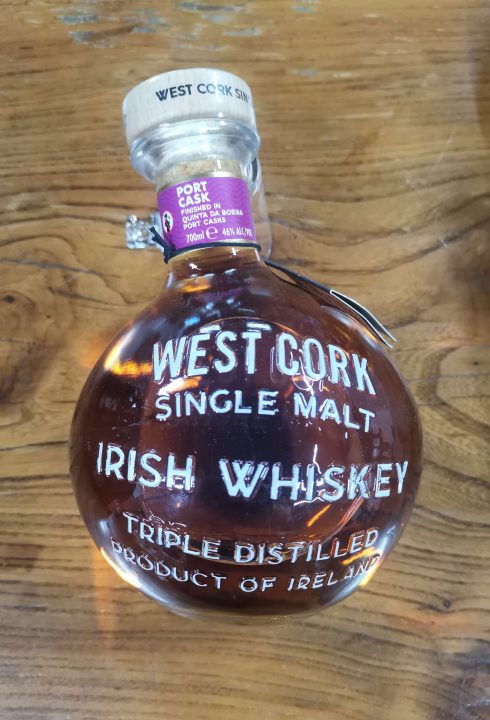 WEST CORK SIN
PORT
CASK
FINISHED IN
QUINTA DA BOEIRA
PORT CASKS
700ml e 46% ALC/VOL
WEST CORK
SINGLE MALT
IRISH WHISKEY
TRIPLE DISTILLED
PRODUCT OF IRELAND